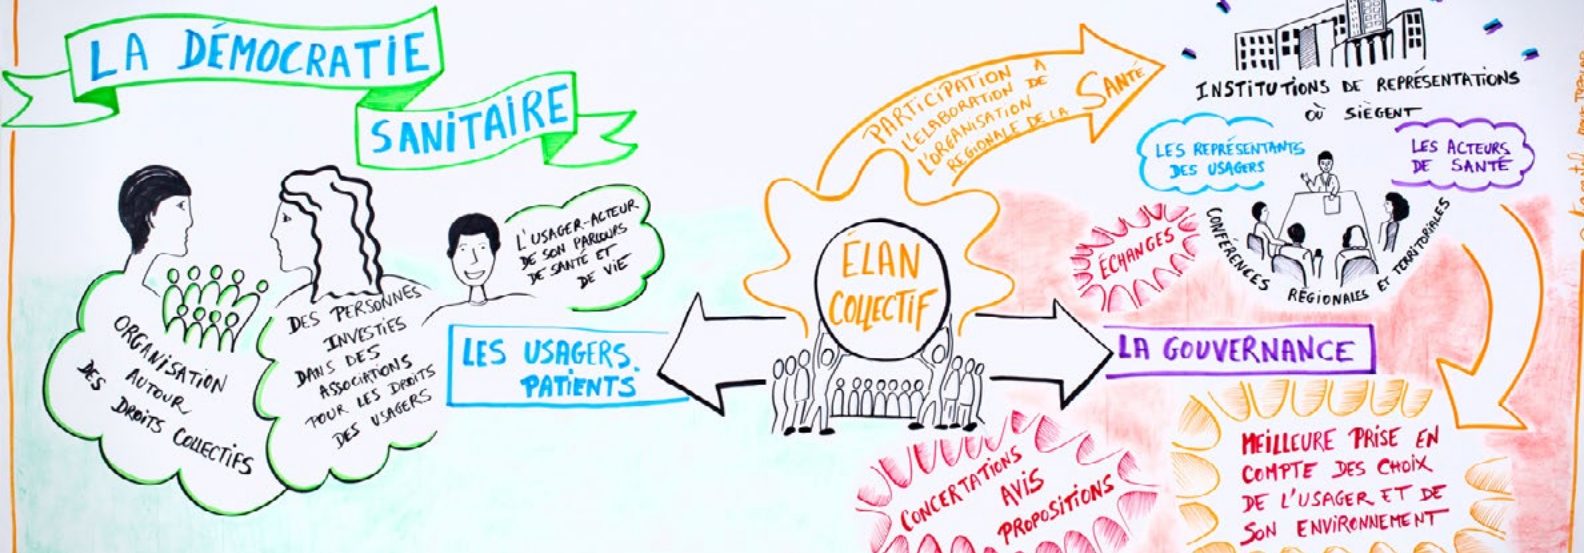 LA DÉMOCRATIE
SANITAIRE
ORGANISATION
AUTOUR
DES DROITS COLLECTIFS
DES PERSONNES
INVESTIES
DANS DES
ASSOCIATIONS
POUR LES DROITS
DES USAGERS
L'USAGER-ACTEUR
DE SON PARCOURS
DE SANTÉ ET
DE VIE
LES USAGERS.
PATIENTS.
ÉLAN
COLLECTIF
PARTICIPATION À
L'ELABORATION DE
L'ORGANISATION
REGIONALE DE LA
SANTÉ
INSTITUTIONS DE REPRÉSENTATIONS
OÙ SIÈGENT
LES REPRÉSENTANTS
DES USAGERS
LES ACTEURS
DE SANTÉ
CONFÉRENCES RÉGIONALES ET TERRITORIALES
ÉCHANGES
LA GOUVERNANCE
CONCERTATIONS
AVIS
PROPOSITIONS
MEILLEURE PRISE EN
COMPTE DES CHOIX
DE L'USAGER ET DE
SON ENVIRONNEMENT